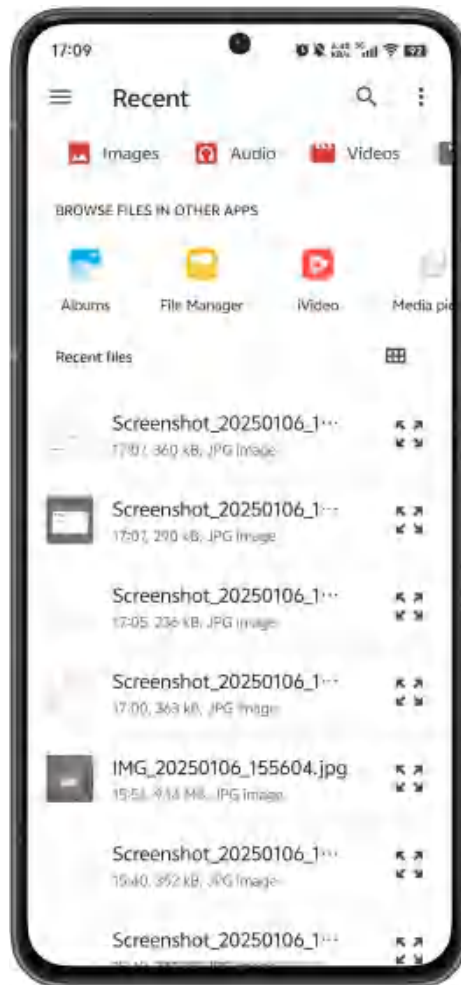 17:09
Recent
Images Audio Videos
BROWSE FILES IN OTHER APPS
Albums File Manager iVideo Media pic
Recent files
Screenshot_20250106_1···
17:07, 360 kB, JPG image
Screenshot_20250106_1···
17:07, 290 kB, JPG image
Screenshot_20250106_1···
17:05, 236 kB, JPG image
Screenshot_20250106_1···
17:00, 363 kB, JPG image
IMG_20250106_155604.jpg
MB, JPG image
Screenshot_20250106_1···
15:40, 352 kB, JPG image
Screenshot_20250106_1···